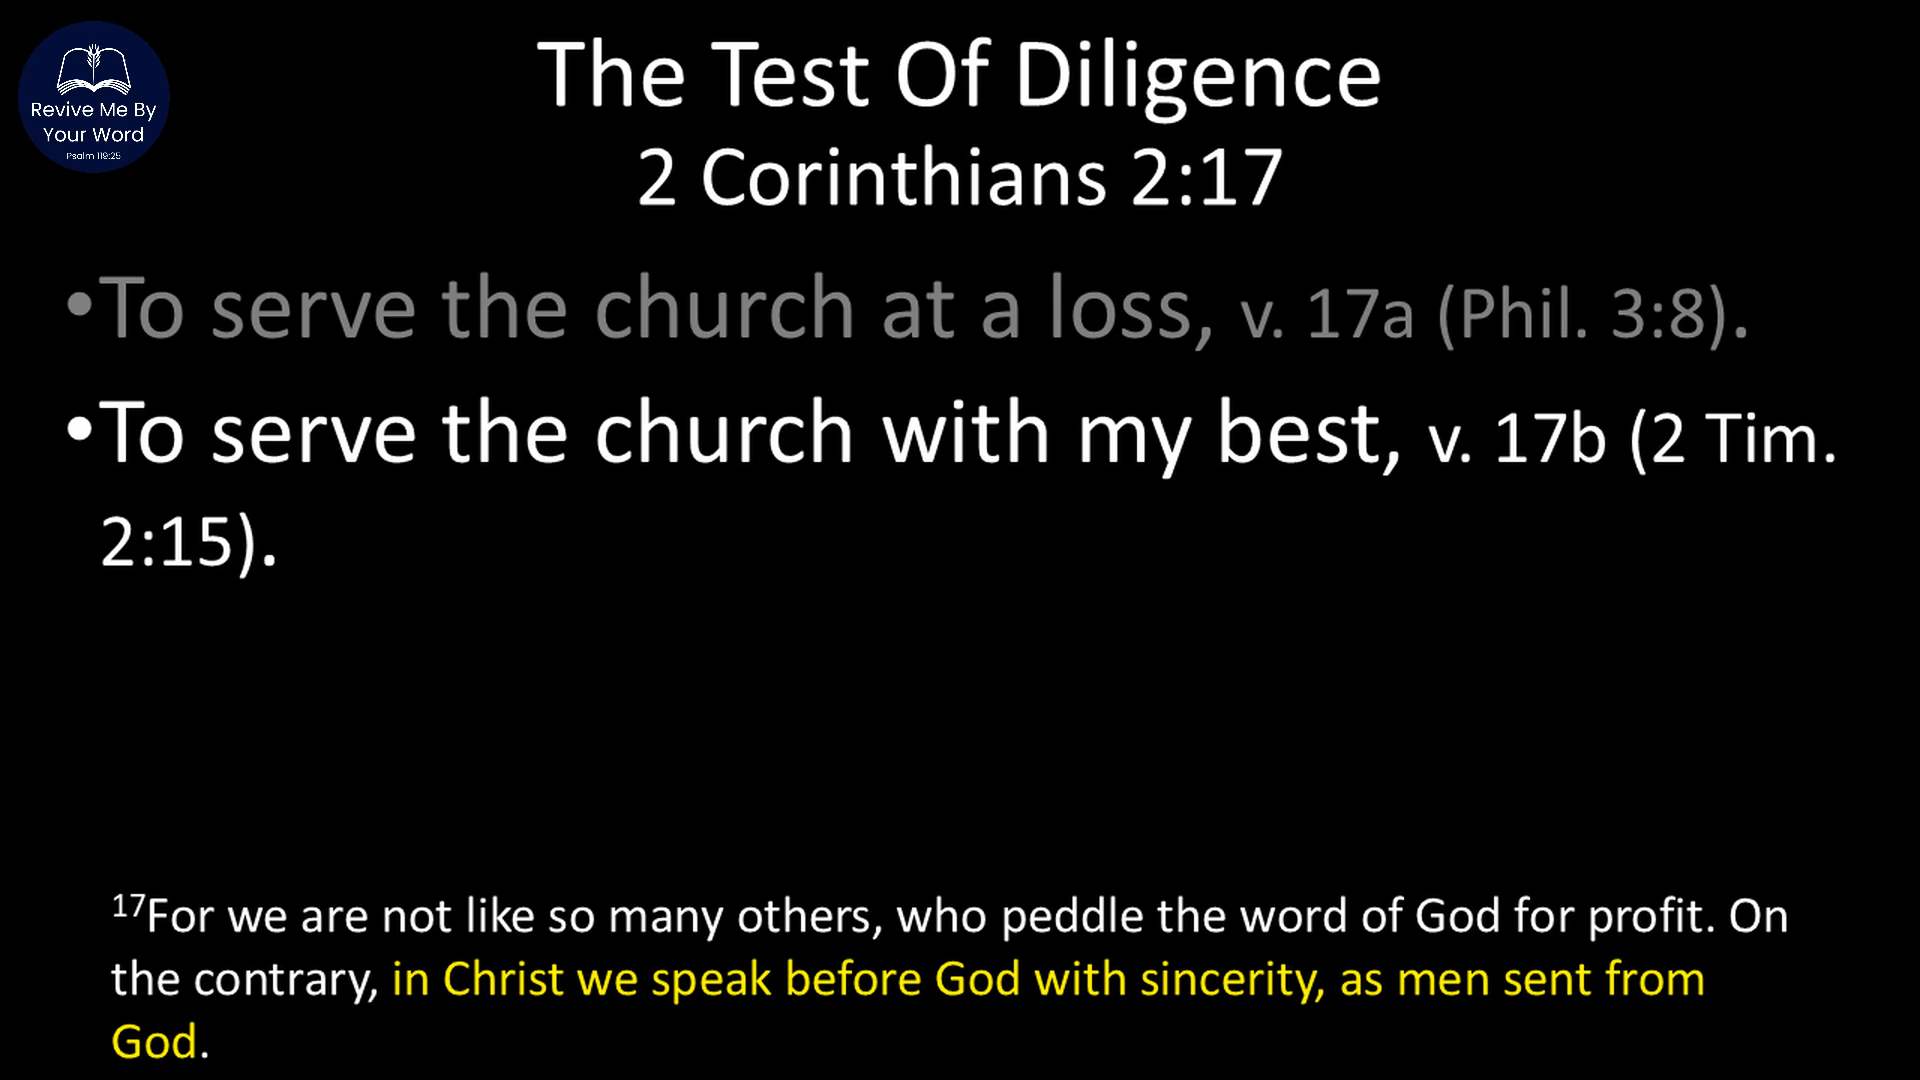 Revive Me By
Your Word
Psalm 119:25
The Test Of Diligence
2 Corinthians 2:17
•To serve the church at a loss, v. 17a (Phil. 3:8).
•To serve the church with my best, v. 17b (2 Tim.
2:15).
17For we are not like so many others, who peddle the word of God for profit. On
the contrary, in Christ we speak before God with sincerity, as men sent from
God.